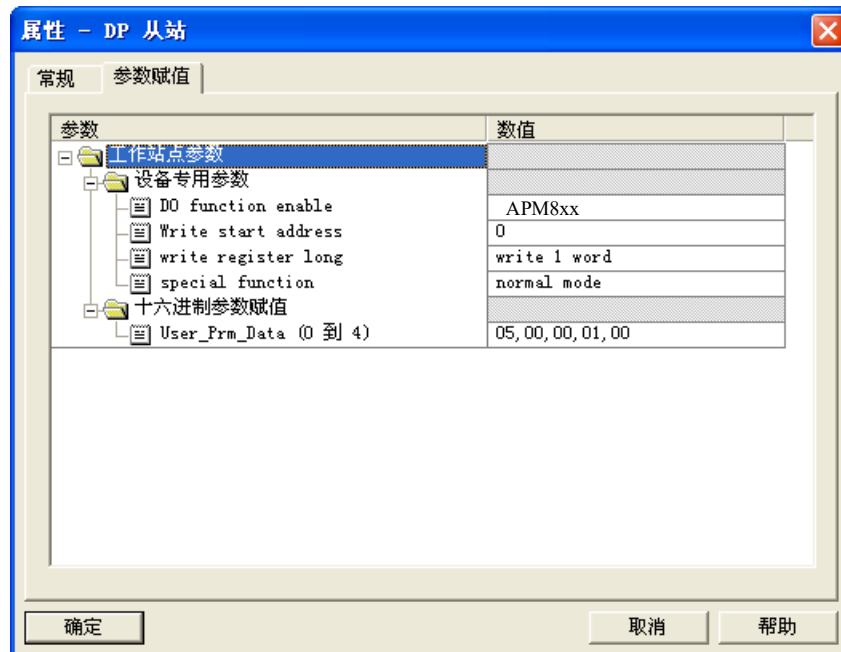 属性 - DP 从站
常规 参数赋值
参数 数值
工作站点参数
设备专用参数
DO function enable APM8xx
Write start address 0
write register long write 1 word
special function normal mode
十六进制参数赋值
User_Prm_Data (0 到 4) 05,00,00,01,00
确定 取消 帮助